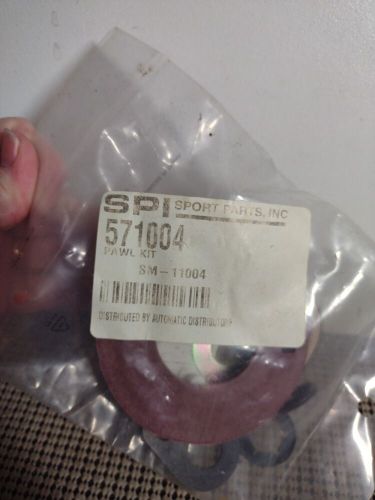 SPI SPORT PARTS, INC
571004
PAWL KIT
SM-11004
DISTRIBUTED BY AUTOMATIC DISTRIBUTORS